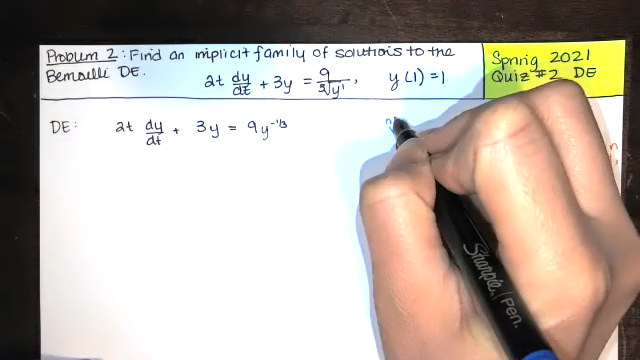 Problem 2: Find an implicit family of solutions to the
Bernoulli DE.
2t dy/dt + 3y = 9/∛y, y(1) = 1
Spring 2021
Quiz #2 DE
DE: 2t dy/dt + 3y = 9y^-1/3
n
n
Sharpie/PEN.